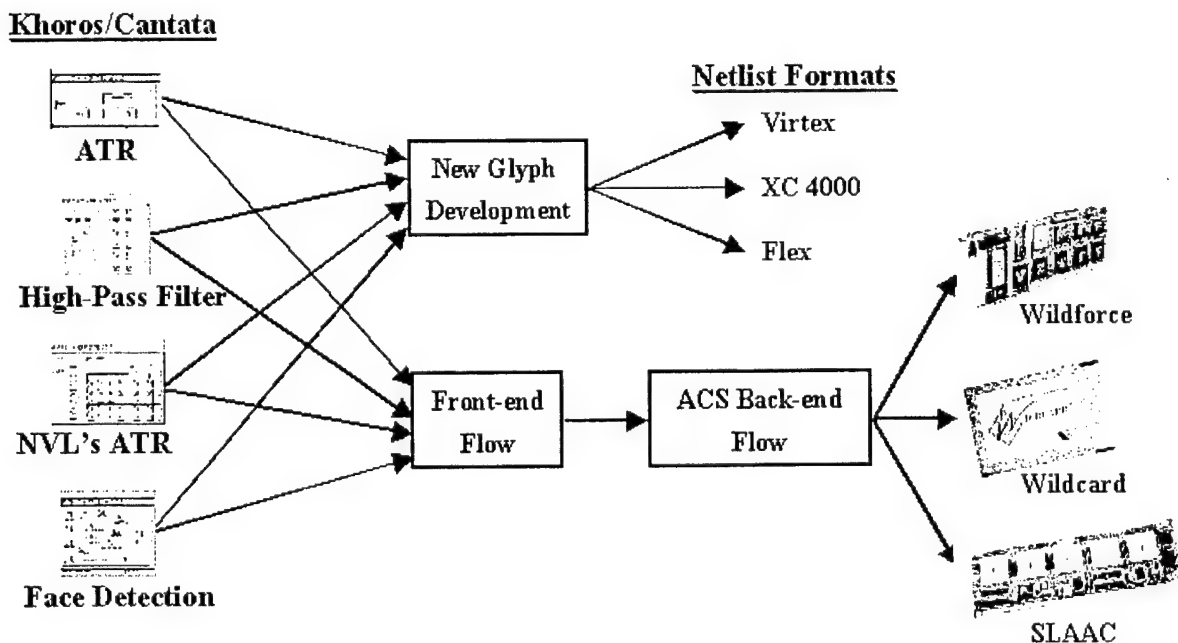 Khoros/Cantata
ATR
High-Pass Filter
NVL's ATR
Face Detection
New Glyph
Development
Front-end
Flow
ACS Back-end
Flow
Netlist Formats
Virtex
XC 4000
Flex
Wildforce
Wildcard
SLAAC